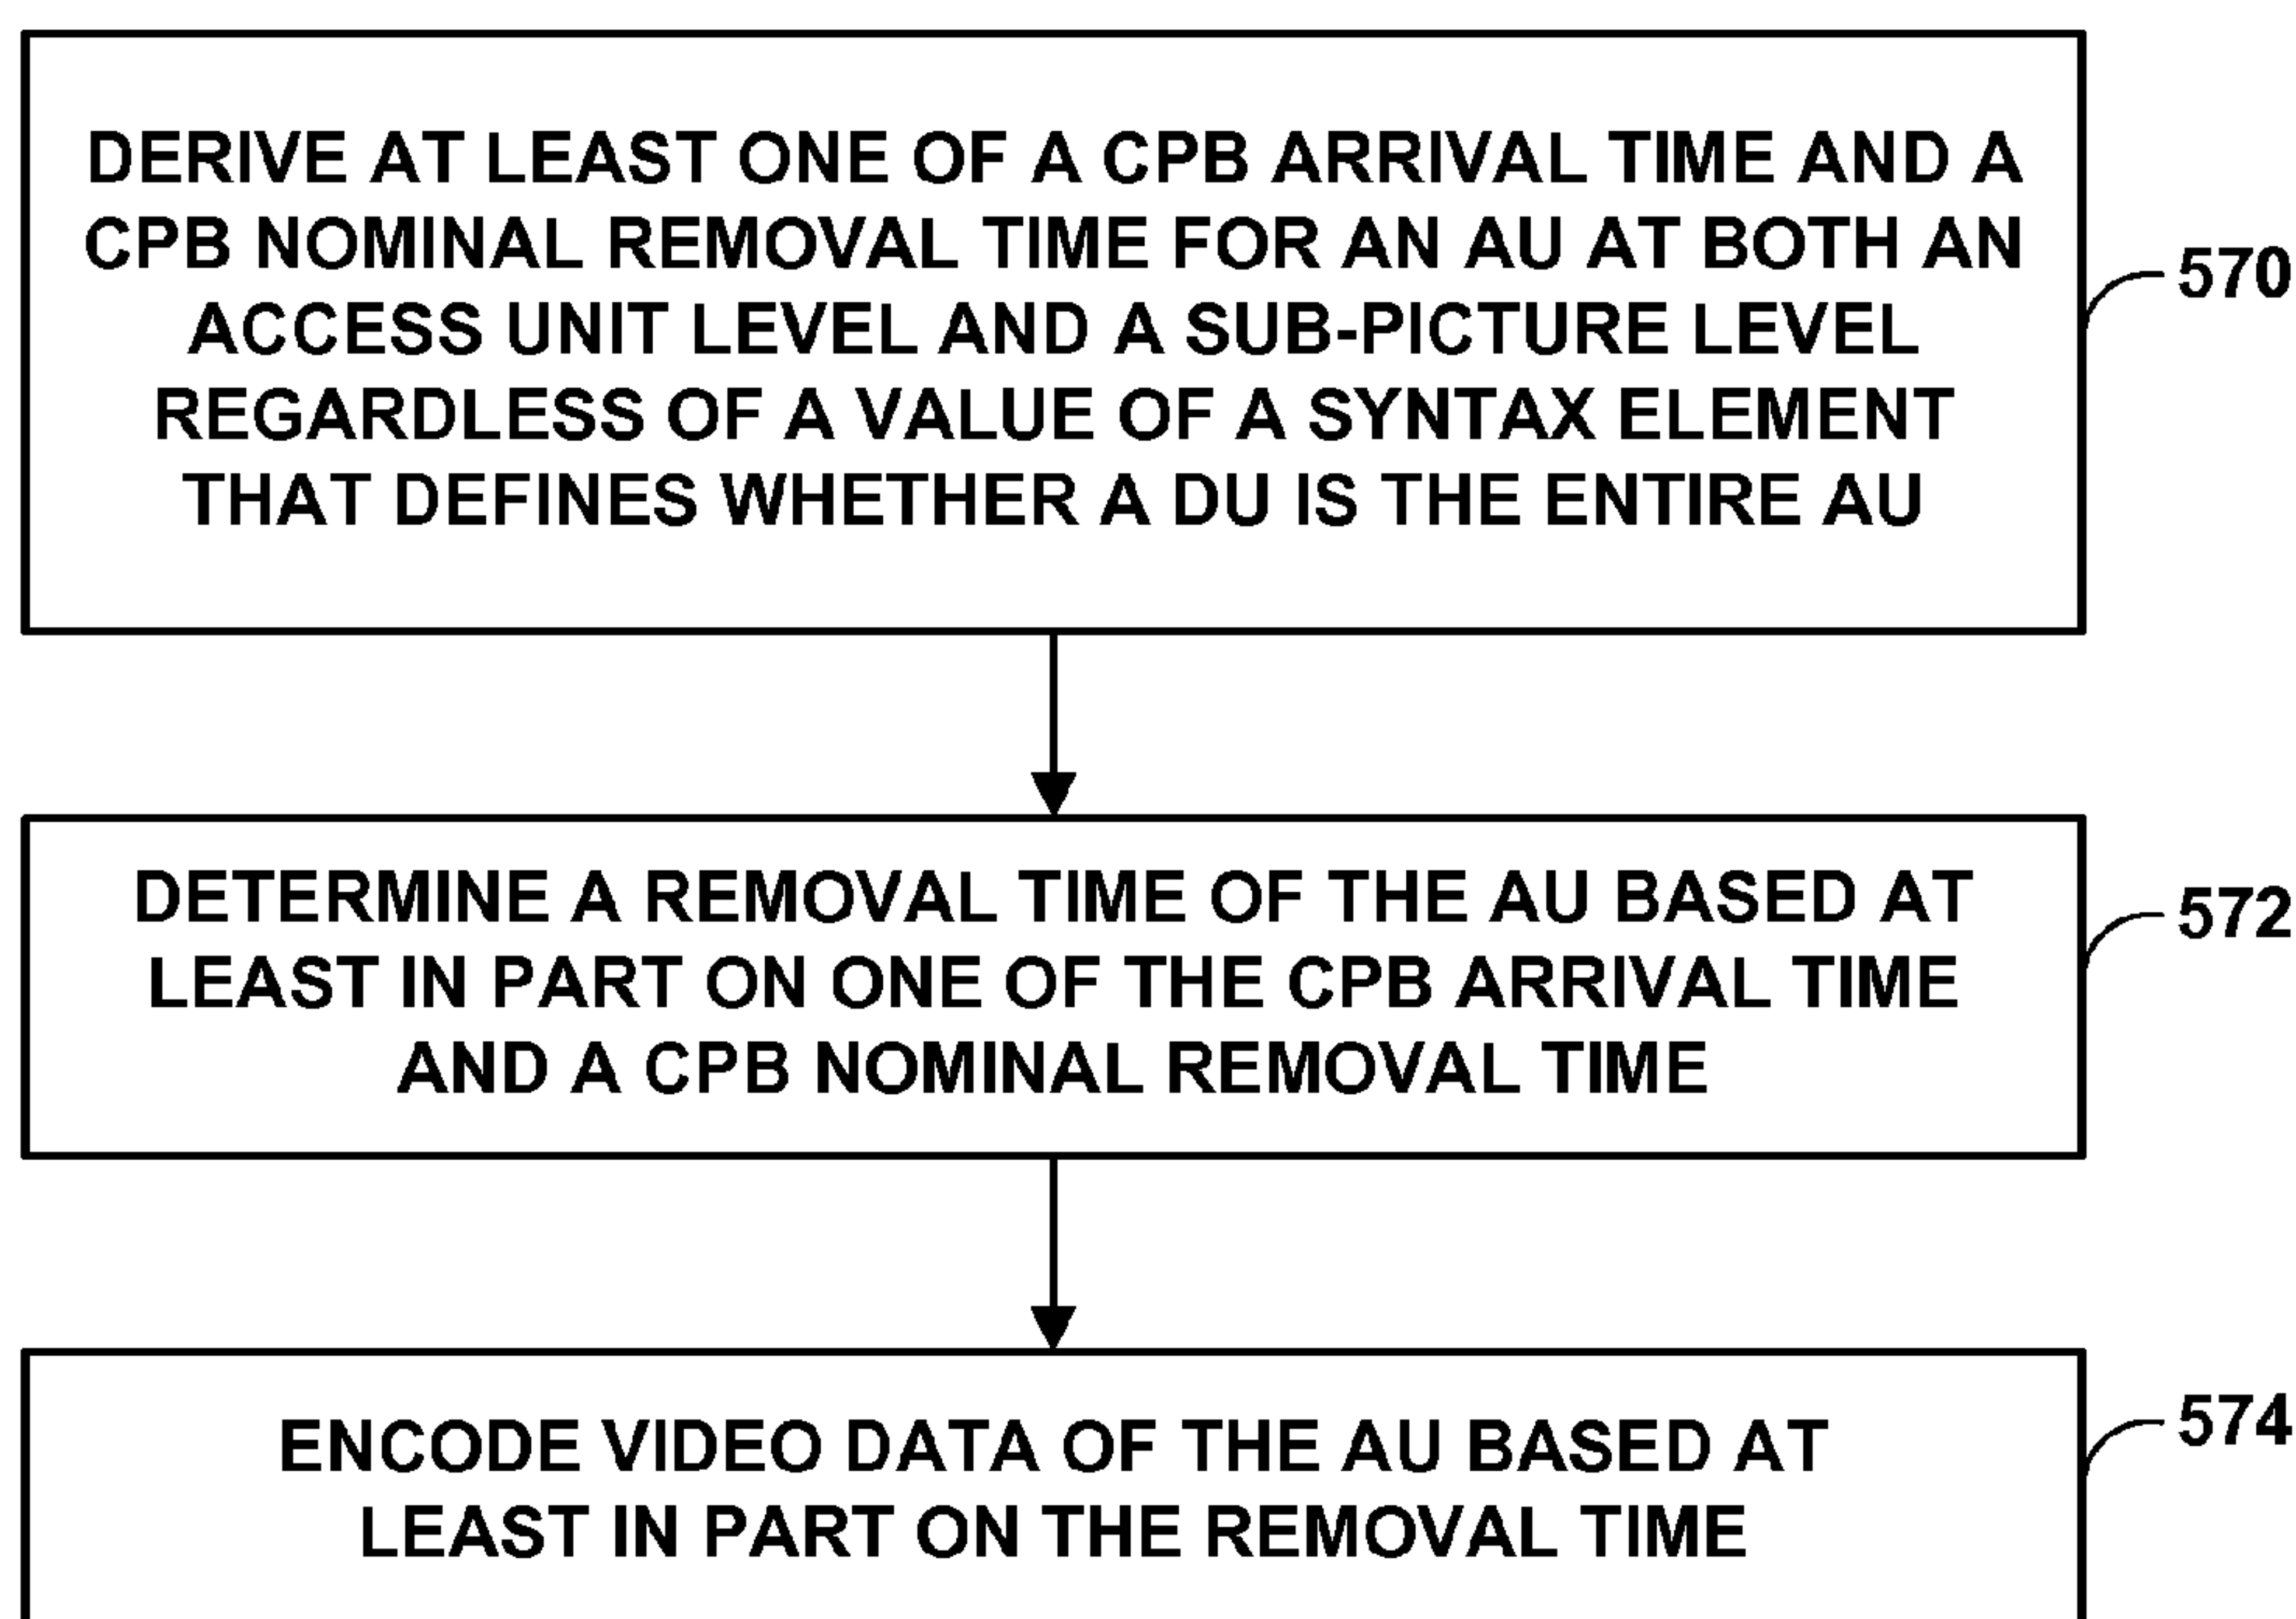 DERIVE AT LEAST ONE OF A CPB ARRIVAL TIME AND A
CPB NOMINAL REMOVAL TIME FOR AN AU AT BOTH AN
ACCESS UNIT LEVEL AND A SUB-PICTURE LEVEL
REGARDLESS OF A VALUE OF A SYNTAX ELEMENT
THAT DEFINES WHETHER A DU IS THE ENTIRE AU
570
DETERMINE A REMOVAL TIME OF THE AU BASED AT
LEAST IN PART ON ONE OF THE CPB ARRIVAL TIME
AND A CPB NOMINAL REMOVAL TIME
572
ENCODE VIDEO DATA OF THE AU BASED AT
LEAST IN PART ON THE REMOVAL TIME
574